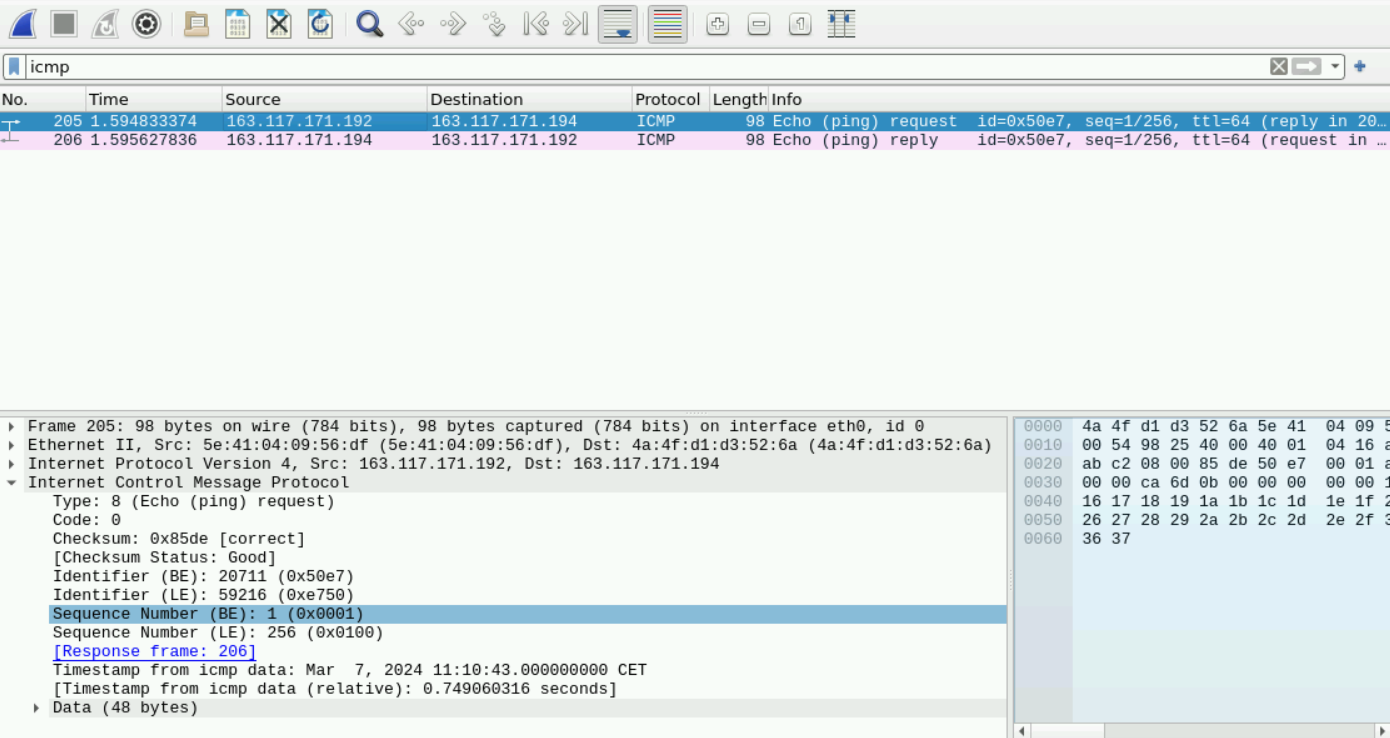 icmp
No. Time Source Destination Protocol Length Info
205 1.594833374 163.117.171.192 163.117.171.194 ICMP 98 Echo (ping) request id=0x50e7, seq=1/256, ttl=64 (reply in 20…
206 1.595627836 163.117.171.194 163.117.171.192 ICMP 98 Echo (ping) reply id=0x50e7, seq=1/256, ttl=64 (request in …
Frame 205: 98 bytes on wire (784 bits), 98 bytes captured (784 bits) on interface eth0, id 0
Ethernet II, Src: 5e:41:04:09:56:df (5e:41:04:09:56:df), Dst: 4a:4f:d1:d3:52:6a (4a:4f:d1:d3:52:6a)
Internet Protocol Version 4, Src: 163.117.171.192, Dst: 163.117.171.194
Internet Control Message Protocol
Type: 8 (Echo (ping) request)
Code: 0
Checksum: 0x85de [correct]
[Checksum Status: Good]
Identifier (BE): 20711 (0x50e7)
Identifier (LE): 59216 (0xe750)
Sequence Number (BE): 1 (0x0001)
Sequence Number (LE): 256 (0x0100)
[Response frame: 206]
Timestamp from icmp data: Mar 7, 2024 11:10:43.000000000 CET
[Timestamp from icmp data (relative): 0.749060316 seconds]
Data (48 bytes)
0000 4a 4f d1 d3 52 6a 5e 41 04 09
0010 00 54 98 25 40 00 40 01 04 16
0020 ab c2 08 00 85 de 50 e7 00 01
0030 00 00 ca 6d 0b 00 00 00 00 00
0040 16 17 18 19 1a 1b 1c 1d 1e 1f
0050 26 27 28 29 2a 2b 2c 2d 2e 2f
0060 36 37